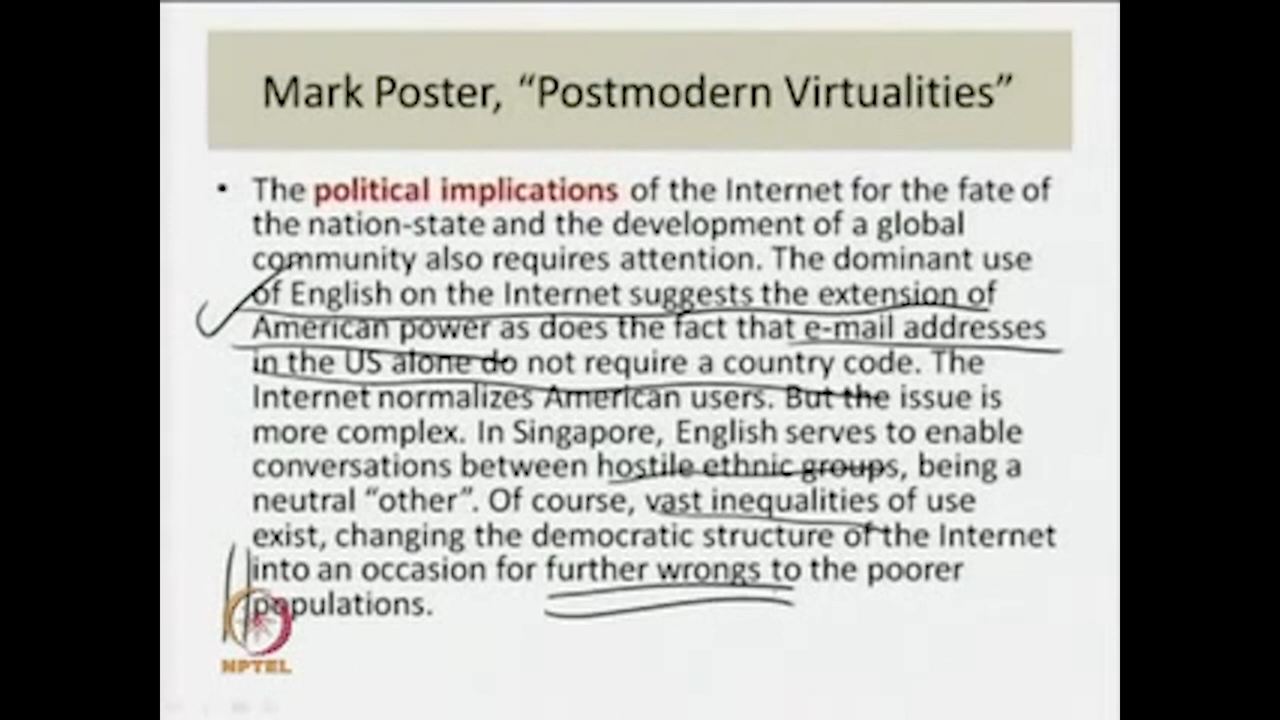 Mark Poster, “Postmodern Virtualities”
• The political implications of the Internet for the fate of
the nation-state and the development of a global
community also requires attention. The dominant use
of English on the Internet suggests the extension of
American power as does the fact that e-mail addresses
in the US alone do not require a country code. The
Internet normalizes American users. But the issue is
more complex. In Singapore, English serves to enable
conversations between hostile ethnic groups, being a
neutral “other”. Of course, vast inequalities of use
exist, changing the democratic structure of the Internet
into an occasion for further wrongs to the poorer
populations.
NPTEL